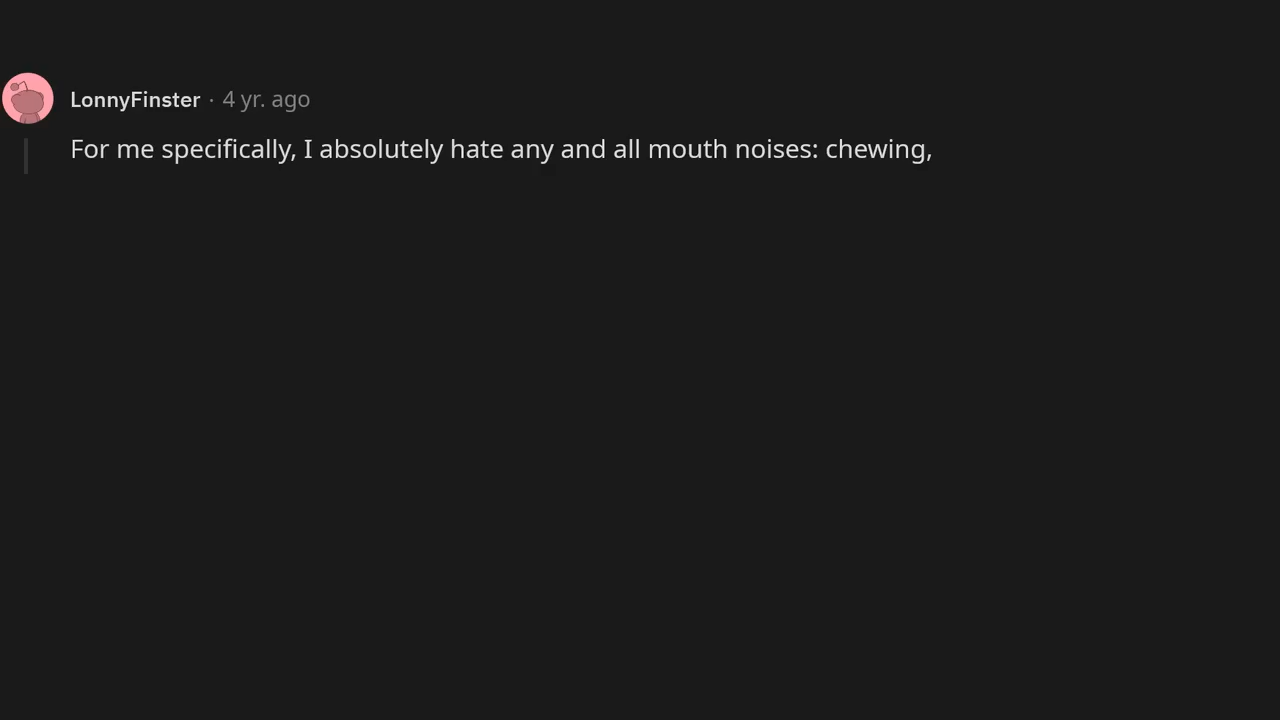 LonnyFinster · 4 yr. ago
For me specifically, I absolutely hate any and all mouth noises: chewing,